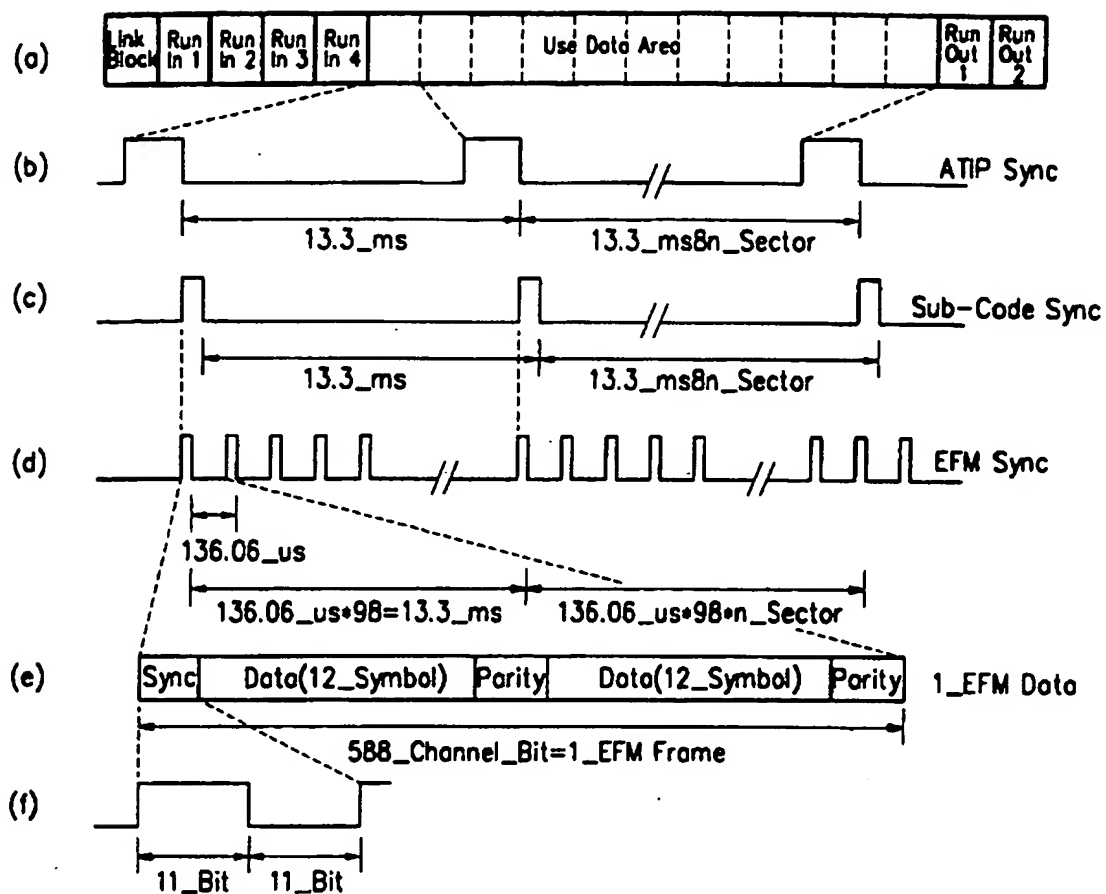 (a)
Link Block
Run In 1
Run In 2
Run In 3
Run In 4
Use Data Area
Run Out 1
Run Out 2
(b)
ATIP Sync
13.3_ms
13.3_ms8n_Sector
(c)
Sub-Code Sync
13.3_ms
13.3_ms8n_Sector
(d)
EFM Sync
136.06_us
136.06_us*98=13.3_ms
136.06_us*98*n_Sector
(e)
Sync
Data(12_Symbol)
Parity
Data(12_Symbol)
Parity
1_EFM Data
588_Channel_Bit=1_EFM Frame
(f)
11_Bit
11_Bit